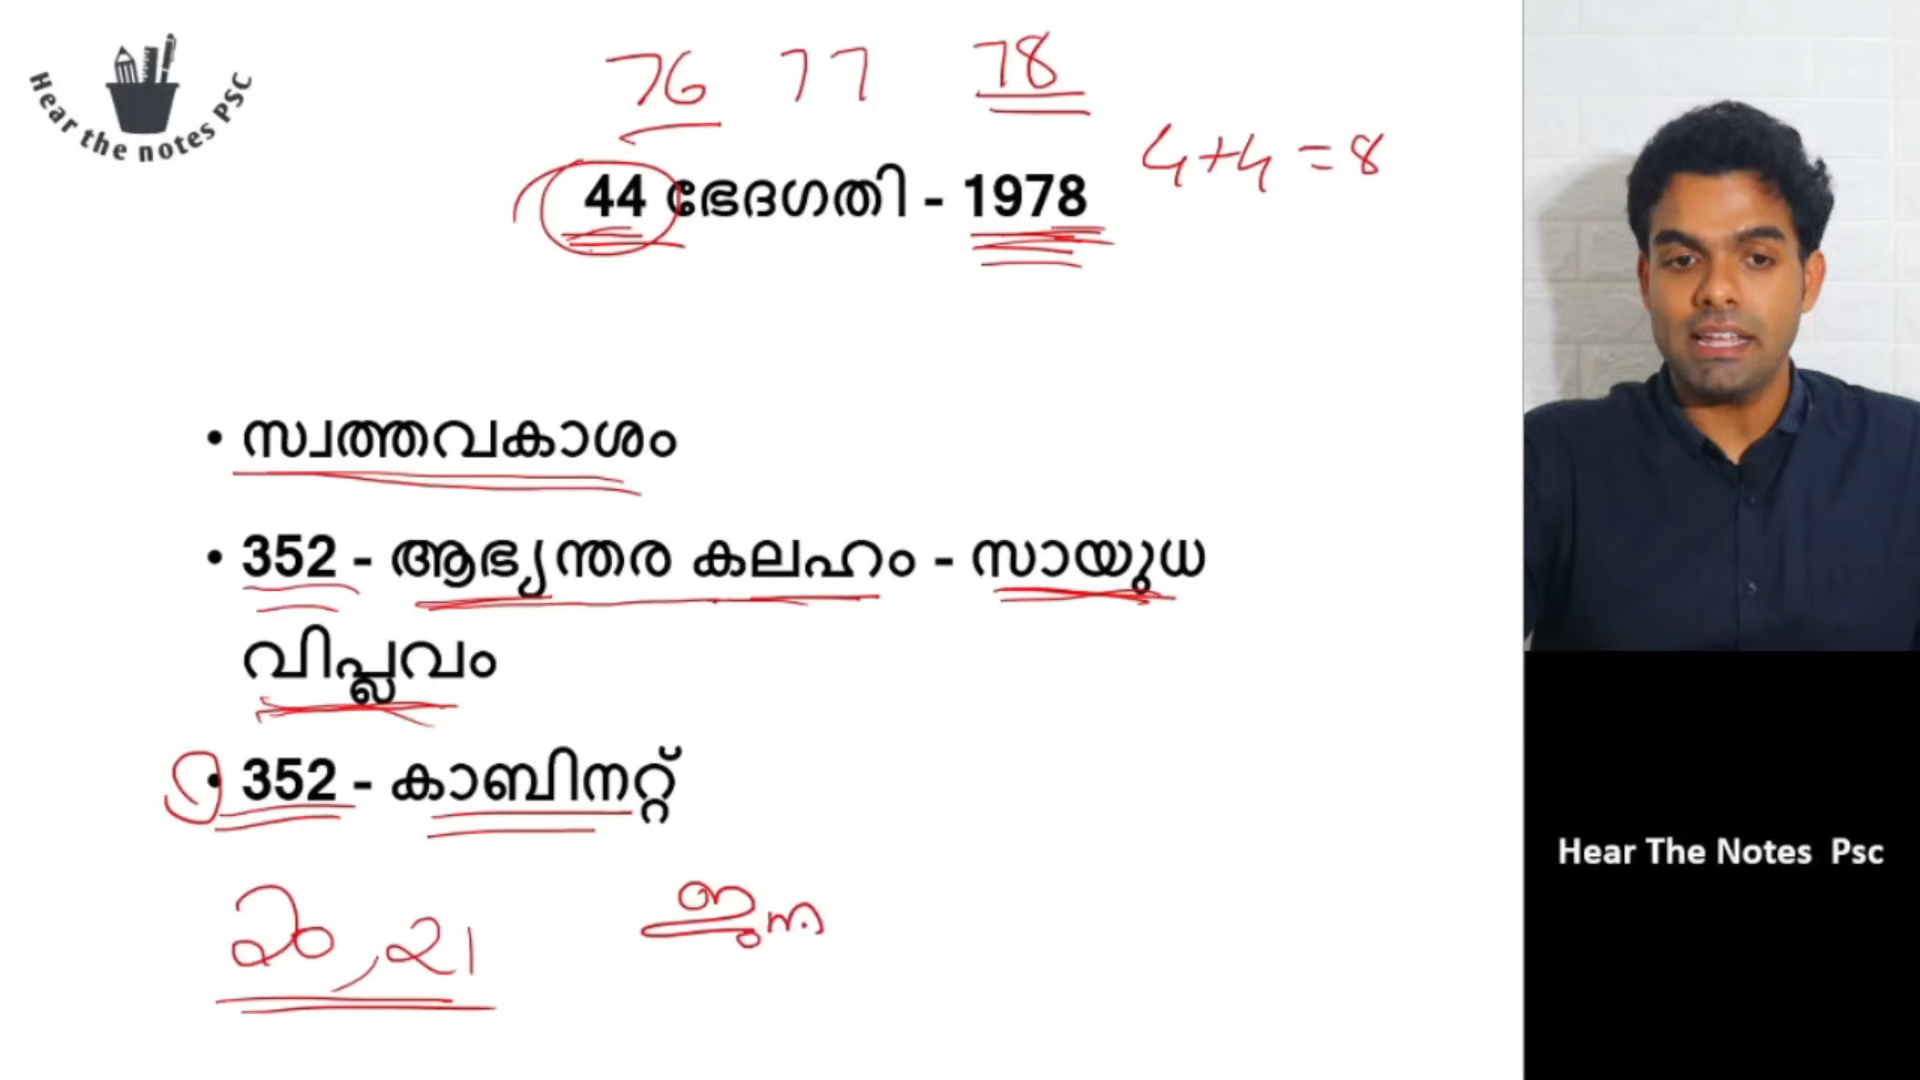 Hear the notes PSC
76 77 78
4+4=8
44 ഭേദഗതി - 1978
• സ്വത്തവകാശം
• 352 - ആഭ്യന്തര കലഹം - സായുധ
വിപ്ലവം
• 352 - കാബിനറ്റ്
20, 21
Hear The Notes Psc